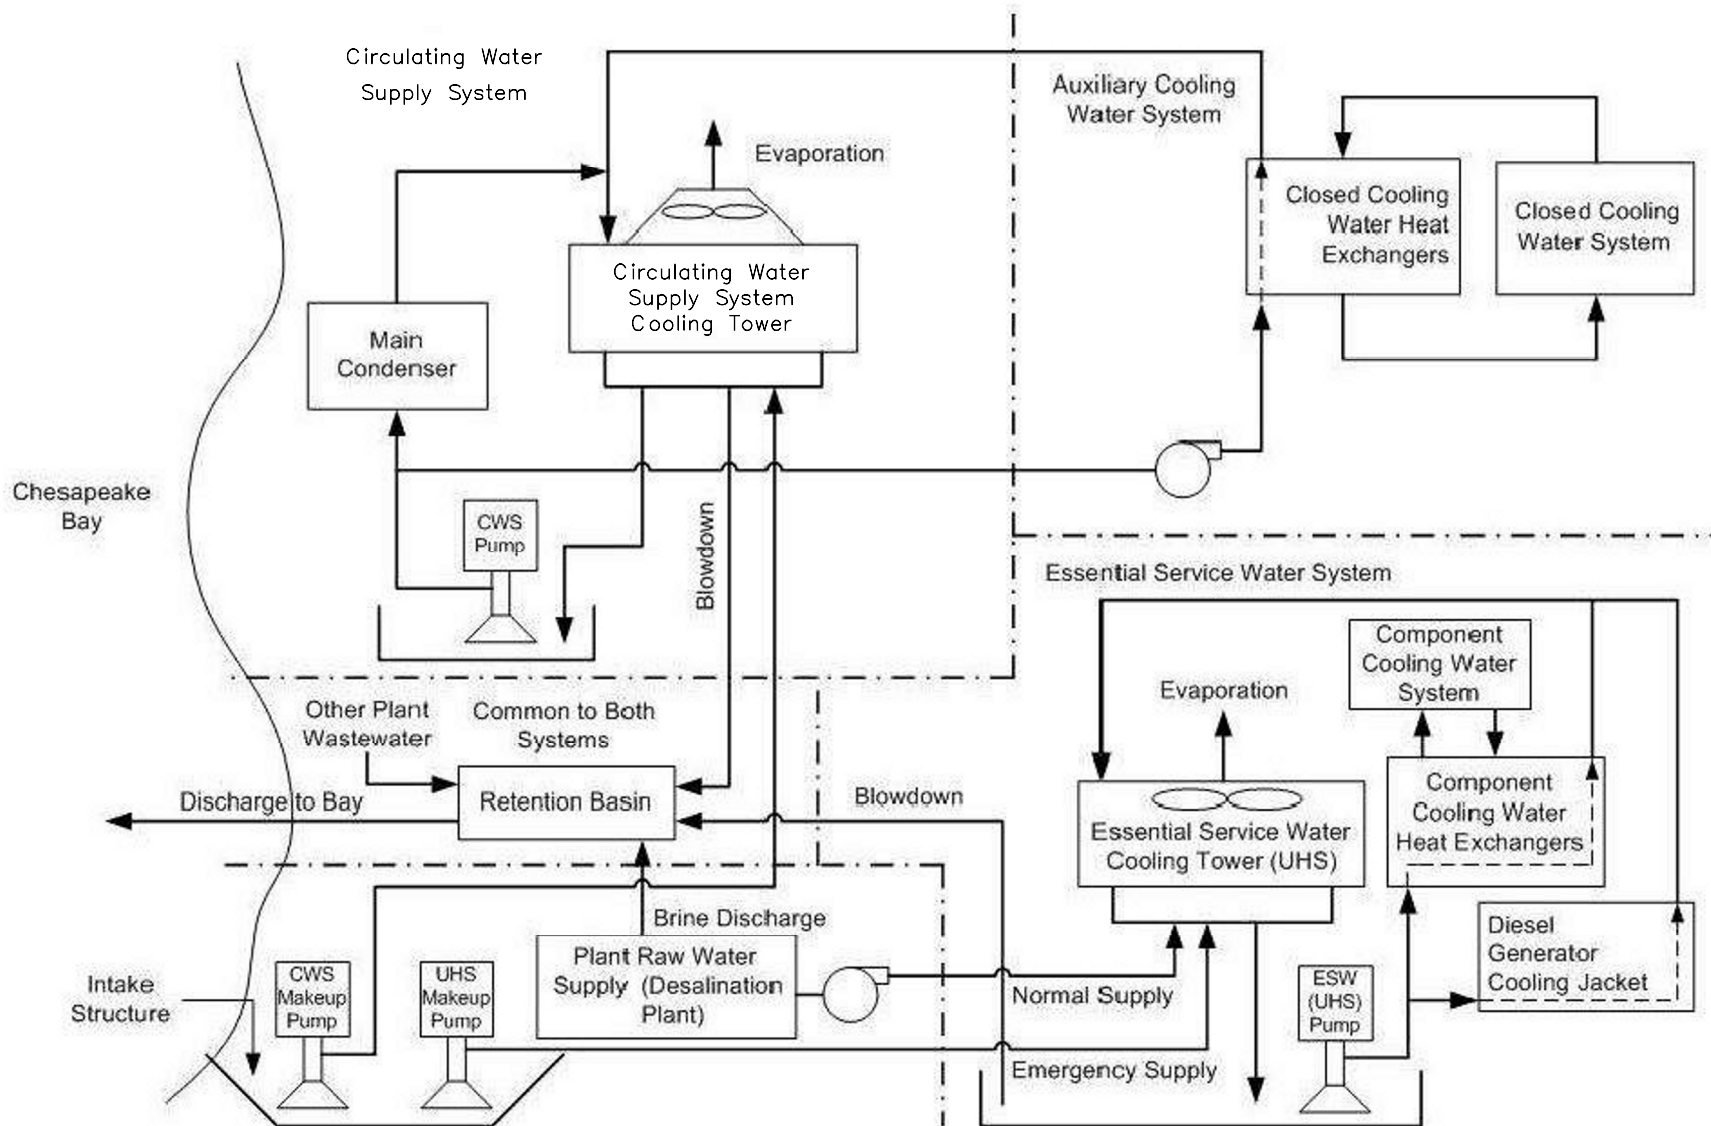 Circulating Water
Supply System
Auxiliary Cooling
Water System
Evaporation
Closed Cooling
Water Heat
Exchangers
Closed Cooling
Water System
Circulating Water
Supply System
Cooling Tower
Main
Condenser
Chesapeake
Bay
CWS
Pump
Blowdown
Essential Service Water System
Component
Cooling Water
System
Evaporation
Other Plant
Wastewater
Common to Both
Systems
Discharge to Bay
Retention Basin
Blowdown
Essential Service Water
Cooling Tower (UHS)
Component
Cooling Water
Heat Exchangers
Brine Discharge
Plant Raw Water
Supply (Desalination
Plant)
Diesel
Generator
Cooling Jacket
Intake
Structure
CWS
Makeup
Pump
UHS
Makeup
Pump
Normal Supply
ESW
(UHS)
Pump
Emergency Supply